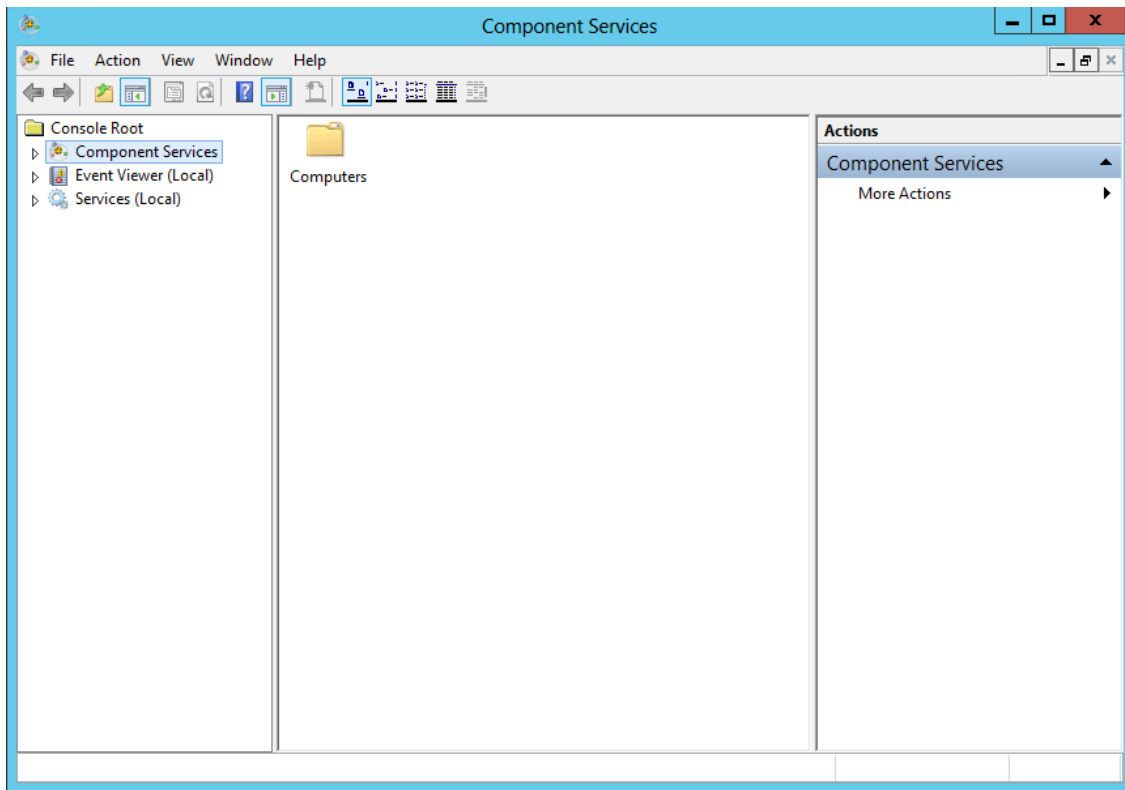 Component Services
File Action View Window Help
Console Root
Component Services
Event Viewer (Local)
Services (Local)
Computers
Actions
Component Services
More Actions